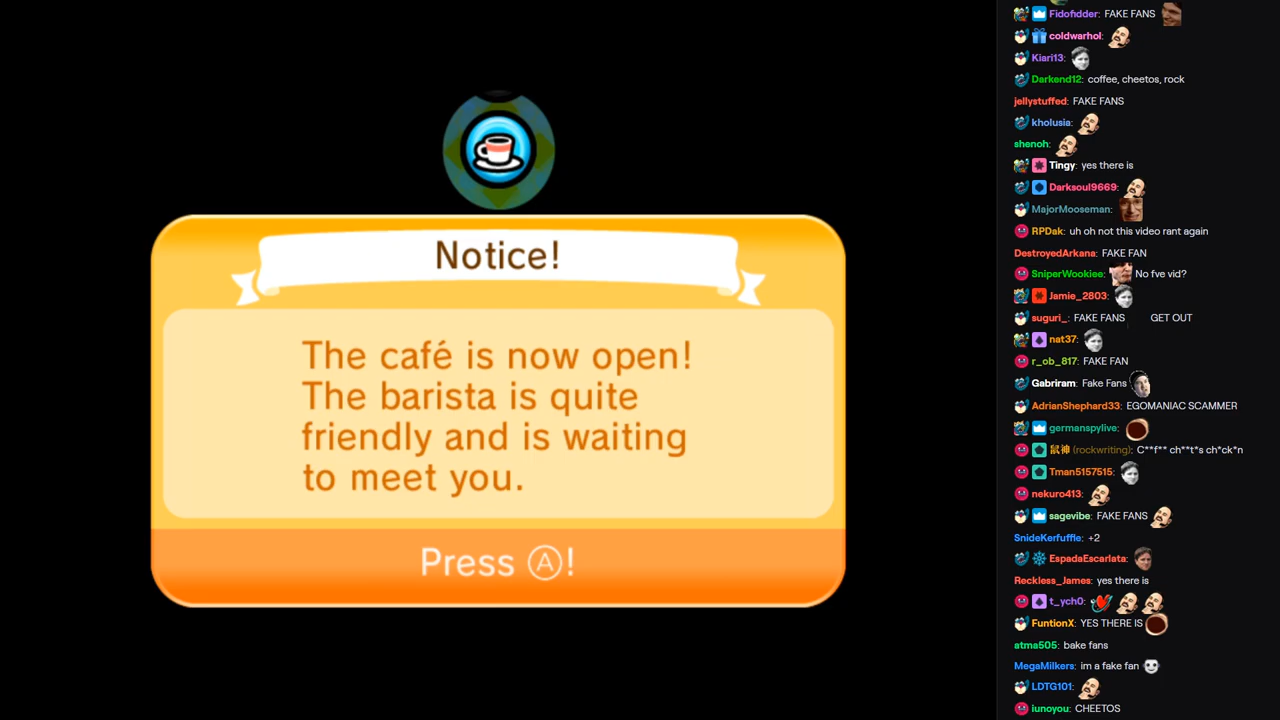 Notice!
The café is now open!
The barista is quite
friendly and is waiting
to meet you.
Press Ⓐ!
Fidofidder: FAKE FANS
coldwarhol:
Kiari13:
Darkend12: coffee, cheetos, rock
jellystuffed: FAKE FANS
kholusia:
shenoh:
Tingy: yes there is
Darksoul9669:
MajorMooseman:
RPDak: uh oh not this video rant again
DestroyedArkana: FAKE FAN
SniperWookiee: No fve vid?
Jamie_2803:
suguri_: FAKE FANS GET OUT
nat37:
r_ob_817: FAKE FAN
Gabriram: Fake Fans
AdrianShephard33: EGOMANIAC SCAMMER
germanspylive:
鼠神 (rockwriting): C**f** ch**t*s ch*ck*n
Tman5157515:
nekuro413:
sagevibe: FAKE FANS
SnideKerfuffle: +2
EspadaEscarlata:
Reckless_James: yes there is
t_ych0:
FuntionX: YES THERE IS
atma505: bake fans
MegaMilkers: im a fake fan
LDTG101:
iunoyou: CHEETOS